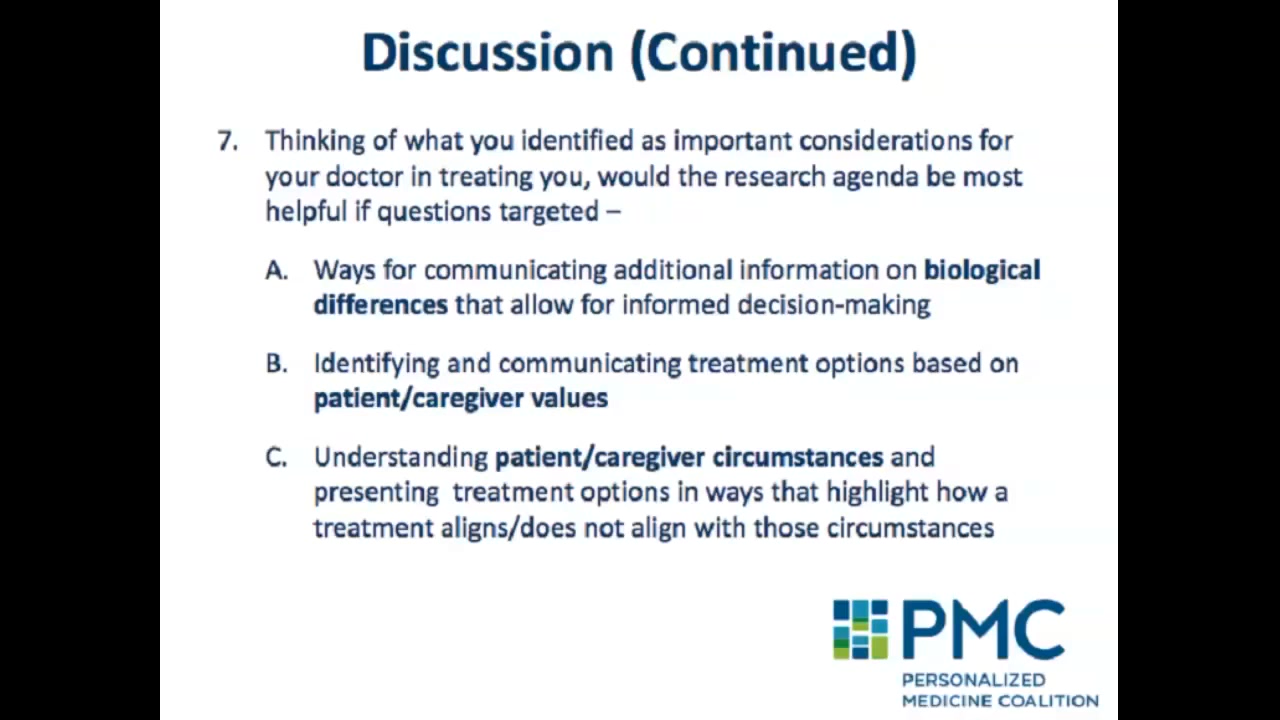 Discussion (Continued)
7. Thinking of what you identified as important considerations for
your doctor in treating you, would the research agenda be most
helpful if questions targeted –
A. Ways for communicating additional information on biological
differences that allow for informed decision-making
B. Identifying and communicating treatment options based on
patient/caregiver values
C. Understanding patient/caregiver circumstances and
presenting treatment options in ways that highlight how a
treatment aligns/does not align with those circumstances
PMC
PERSONALIZED
MEDICINE COALITION